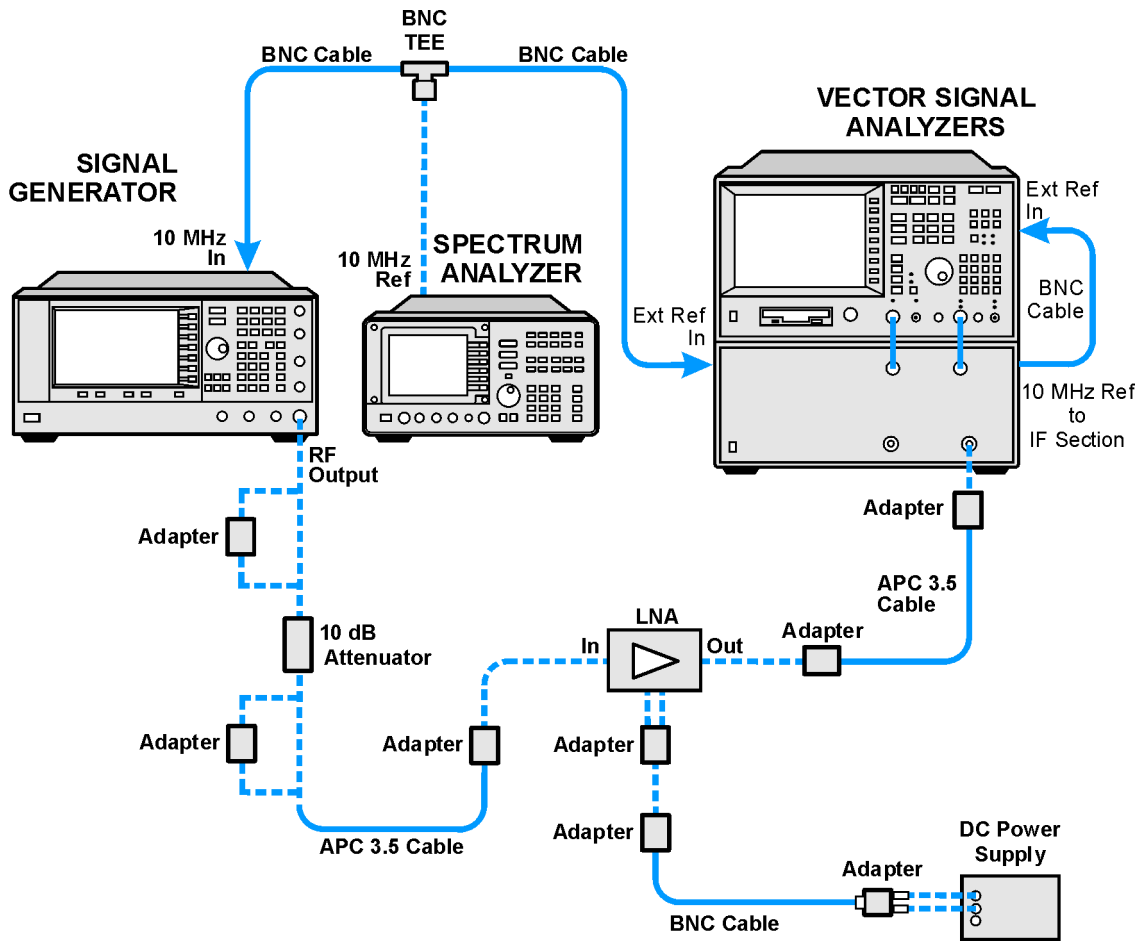 BNC
TEE
BNC Cable
BNC Cable
VECTOR SIGNAL
ANALYZERS
SIGNAL
GENERATOR
Ext Ref
In
10 MHz
In
10 MHz
Ref
SPECTRUM
ANALYZER
BNC
Cable
Ext Ref
In
10 MHz Ref
to
IF Section
RF
Output
Adapter
Adapter
APC 3.5
Cable
10 dB
Attenuator
LNA
In
Out
Adapter
Adapter
Adapter
Adapter
APC 3.5 Cable
Adapter
DC Power
Supply
Adapter
BNC Cable